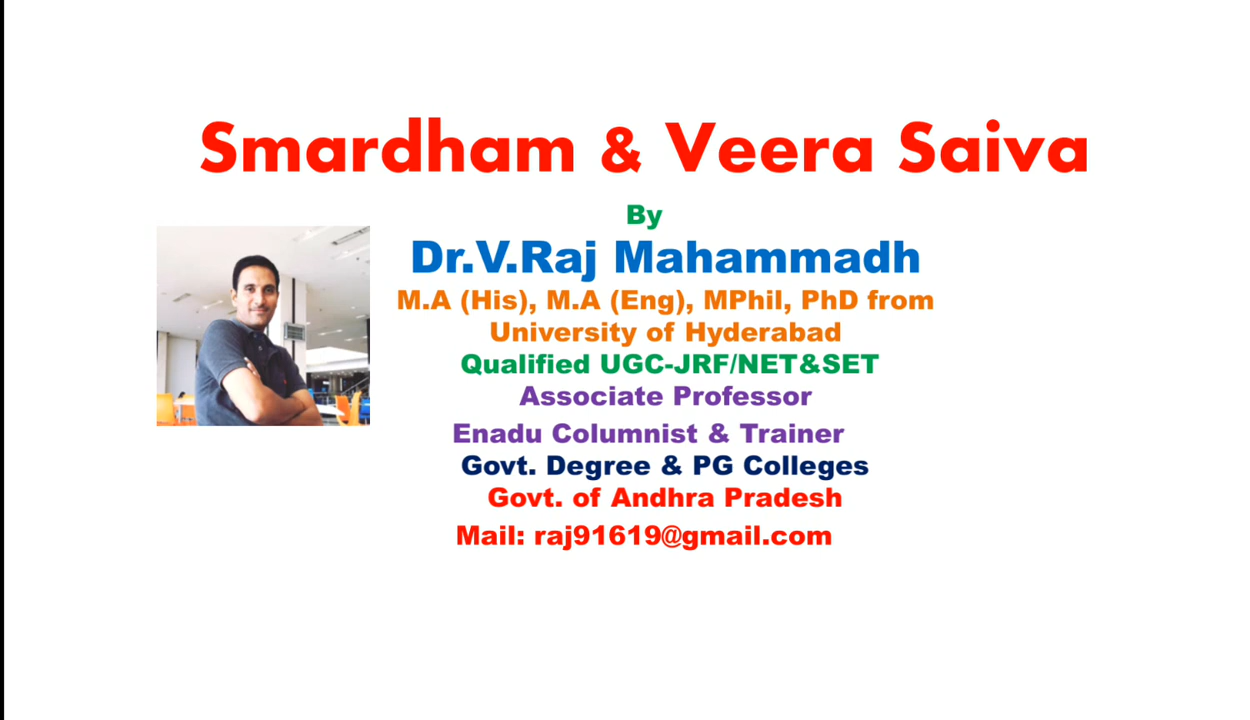 Smardham & Veera Saiva
By
Dr.V.Raj Mahammadh
M.A (His), M.A (Eng), MPhil, PhD from
University of Hyderabad
Qualified UGC-JRF/NET&SET
Associate Professor
Enadu Columnist & Trainer
Govt. Degree & PG Colleges
Govt. of Andhra Pradesh
Mail: raj91619@gmail.com